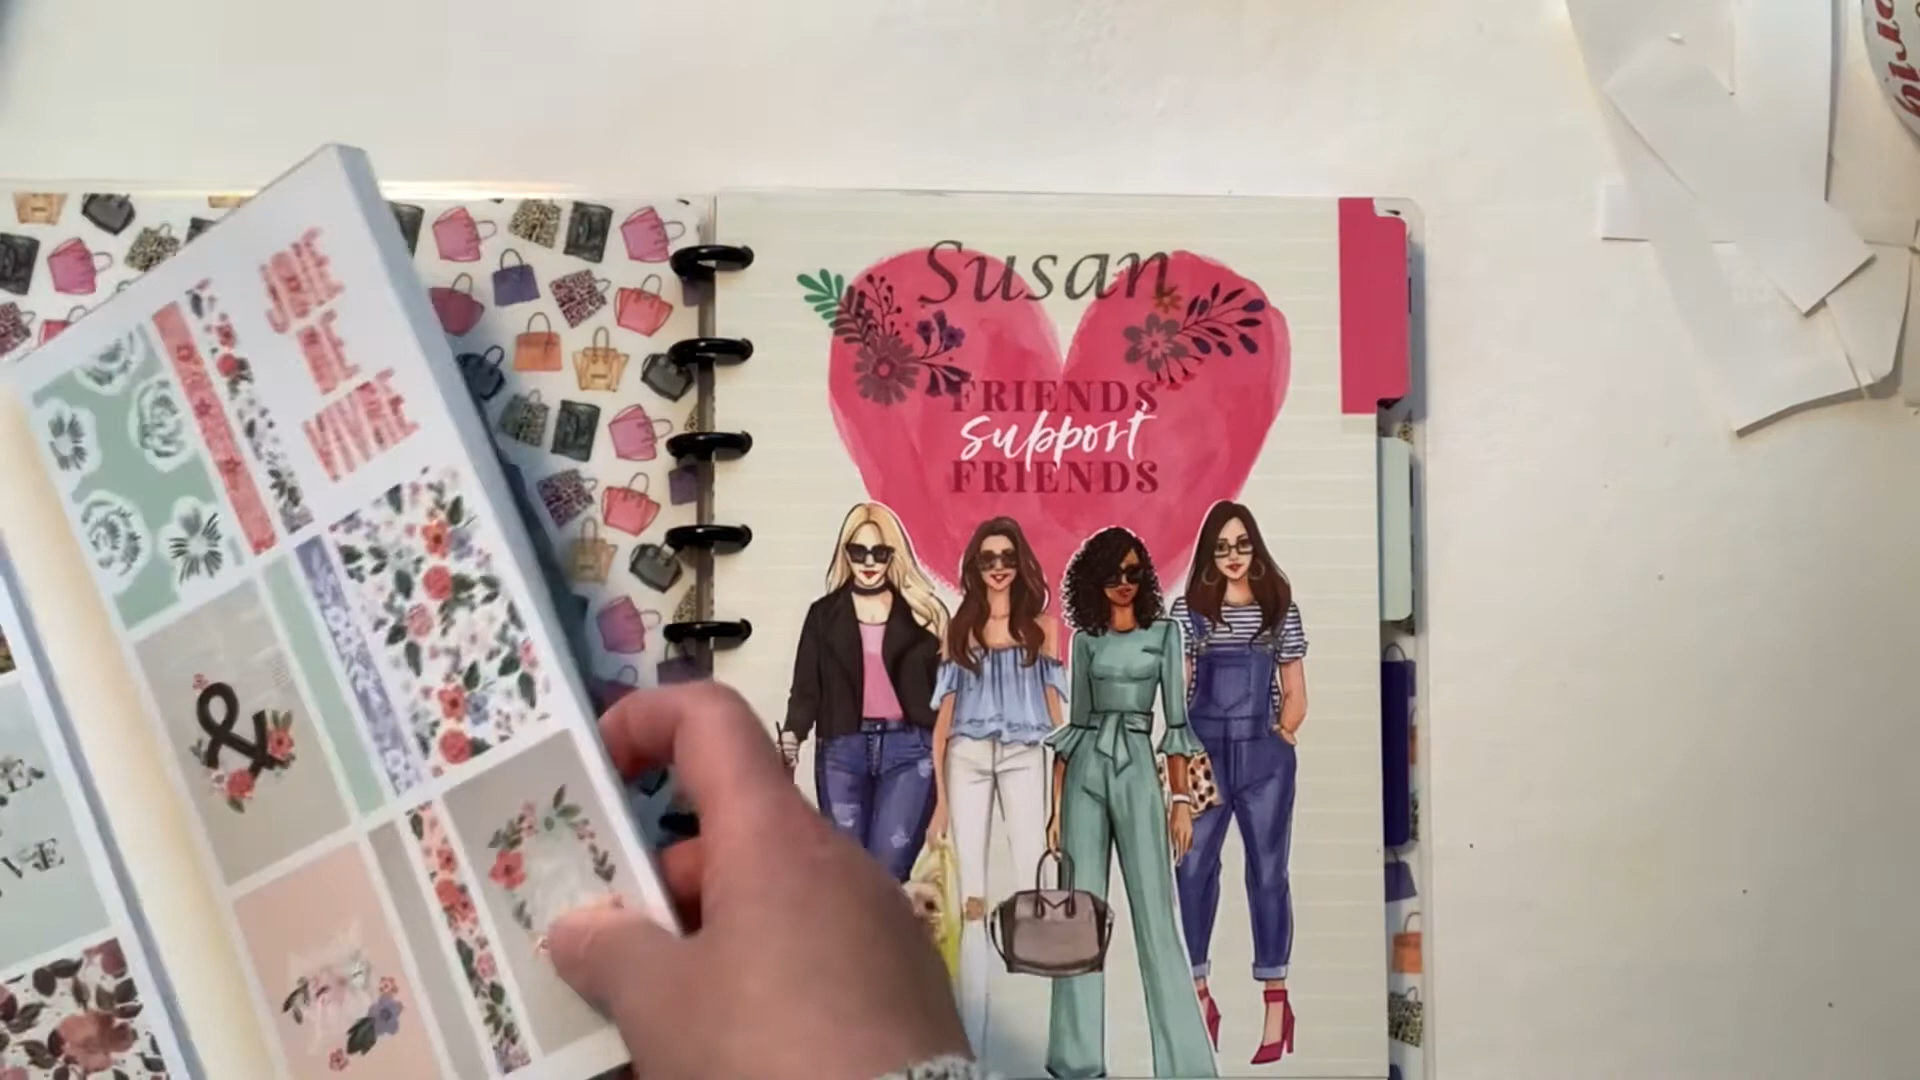 JOIE
DE
VIVRE
&
Susan
FRIENDS
support
FRIENDS